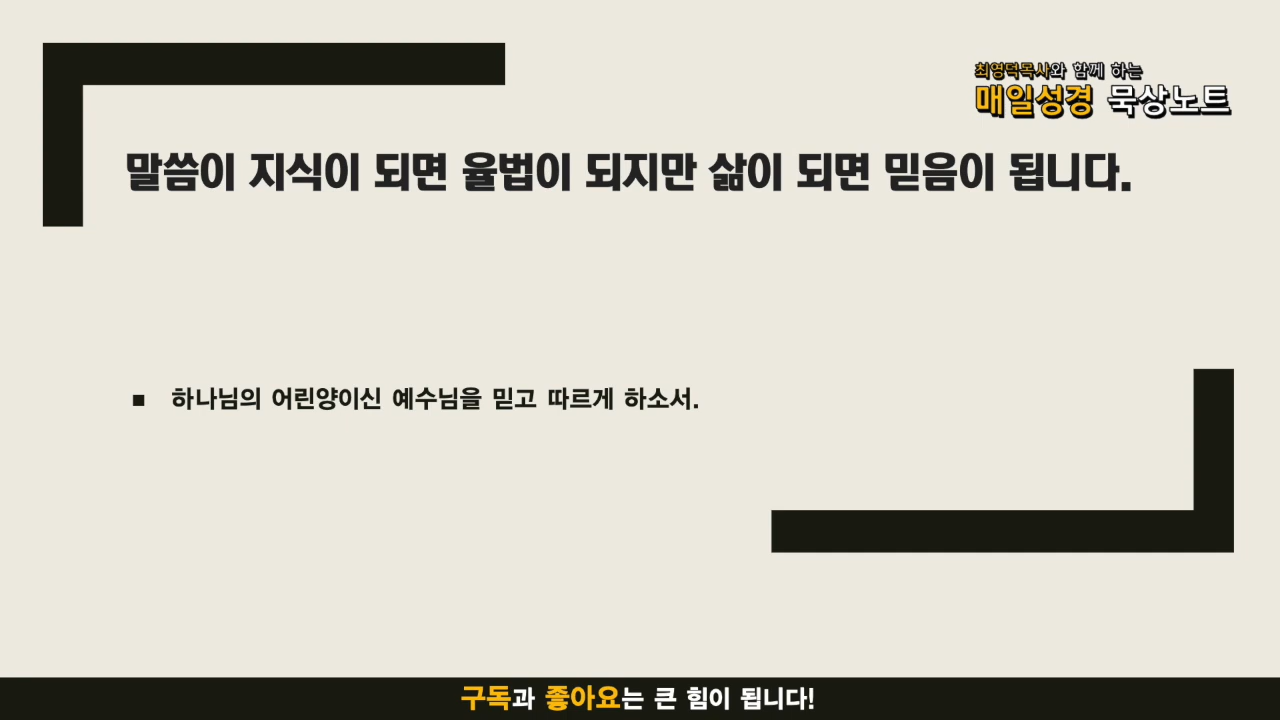 최영덕목사와 함께 하는
매일성경 묵상노트
말씀이 지식이 되면 율법이 되지만 삶이 되면 믿음이 됩니다.
■ 하나님의 어린양이신 예수님을 믿고 따르게 하소서.
구독과 좋아요는 큰 힘이 됩니다!